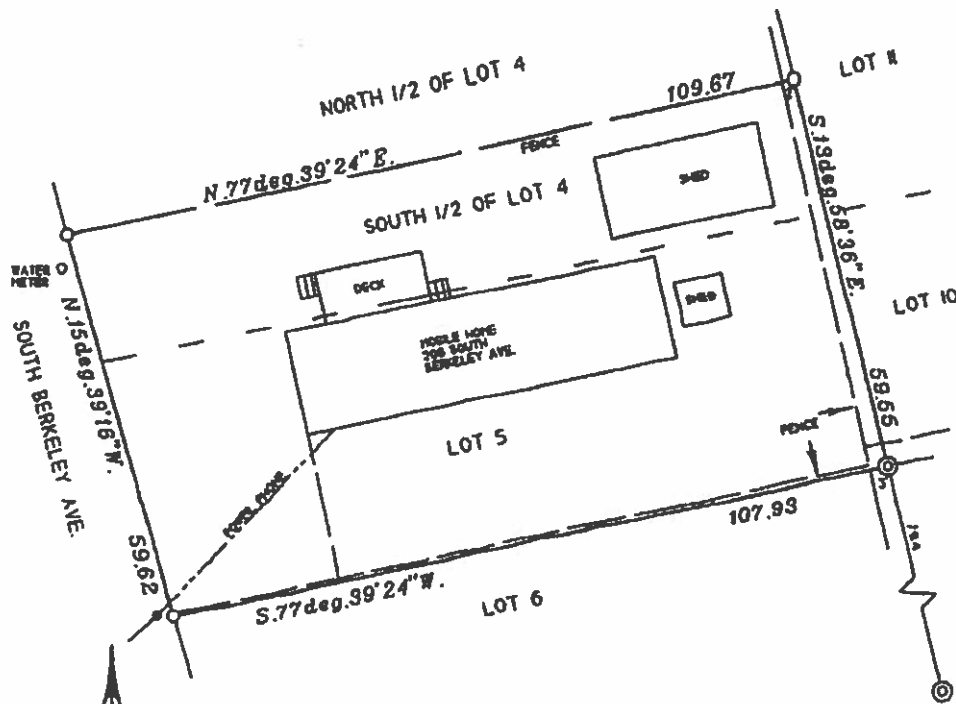 NORTH 1/2 OF LOT 4
109.67
LOT 11
N.77deg.39'24"E.
FENCE
SHED
S.13deg.58'36"E.
SOUTH 1/2 OF LOT 4
WATER
METER
DECK
SHED
LOT 10
N.15deg.39'16"W.
SOUTH BERKELEY AVE.
MOBILE HOME
SOUTH
BERKELEY AVE.
59.55
LOT 5
FENCE
107.93
59.62
S.77deg.39'24"W.
LOT 6